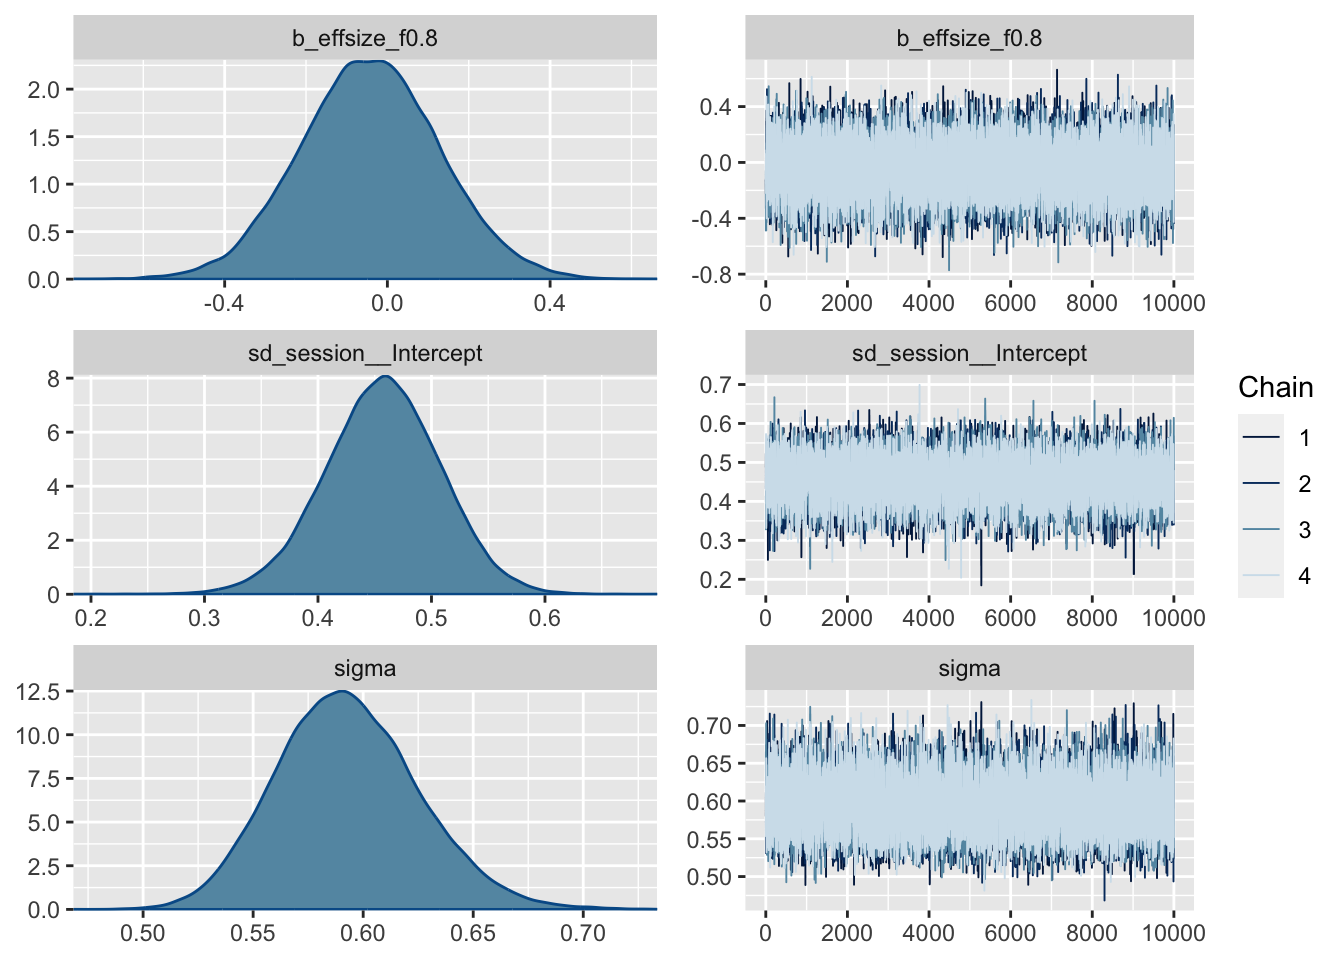 b_effsize_f0.8
b_effsize_f0.8
2.0
1.5
1.0
0.5
0.0
-0.4 0.0 0.4
0.4
0.0
-0.4
-0.8
0 2000 4000 6000 8000 10000
sd_session__Intercept
sd_session__Intercept
8
6
4
2
0
0.2 0.3 0.4 0.5 0.6
0.7
0.6
0.5
0.4
0.3
0.2
0 2000 4000 6000 8000 10000
sigma
sigma
12.5
10.0
7.5
5.0
2.5
0.0
0.50 0.55 0.60 0.65 0.70
0.70
0.65
0.60
0.55
0.50
0 2000 4000 6000 8000 10000
Chain
1
2
3
4